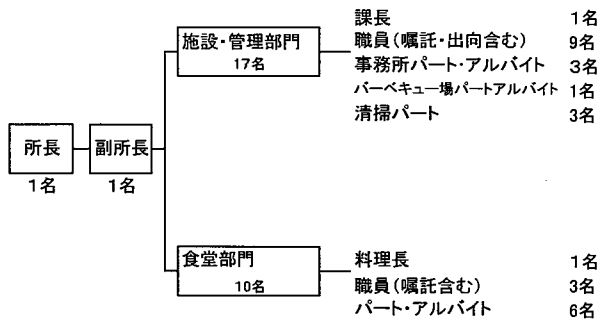 所長
1名
副所長
1名
施設・管理部門
17名
課長 1名
職員(嘱託・出向含む) 9名
事務所パート・アルバイト 3名
バーベキュー場パートアルバイト 1名
清掃パート 3名
食堂部門
10名
料理長 1名
職員(嘱託含む) 3名
パート・アルバイト 6名